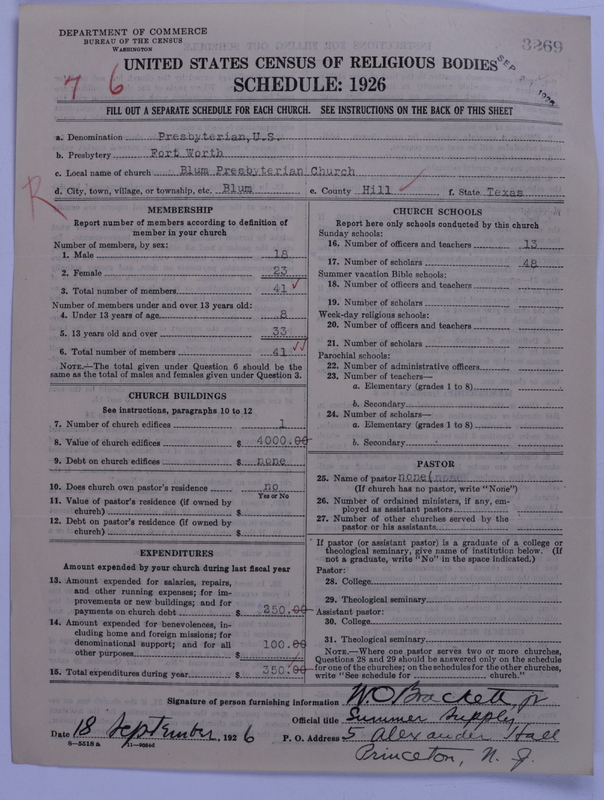 DEPARTMENT OF COMMERCE
BUREAU OF THE CENSUS
WASHINGTON
3269
7 6
UNITED STATES CENSUS OF RELIGIOUS BODIES
SCHEDULE: 1926
FILL OUT A SEPARATE SCHEDULE FOR EACH CHURCH. SEE INSTRUCTIONS ON THE BACK OF THIS SHEET
a. Denomination Presbyterian, U.S.
b. Presbytery Fort Worth
c. Local name of church Blum Presbyterian Church
d. City, town, village, or township, etc. Blum e. County Hill f. State Texas
R
MEMBERSHIP
Report number of members according to definition of
member in your church
Number of members, by sex:
1. Male 18
2. Female 23
3. Total number of members 41
Number of members under and over 13 years old:
4. Under 13 years of age 8
5. 13 years old and over 33
6. Total number of members 41
NOTE.—The total given under Question 6 should be
same as the total of males and females given under Question 3.
CHURCH BUILDINGS
See instructions, paragraphs 10 to 12
7. Number of church edifices 1
8. Value of church edifices $ 4000.00
9. Debt on church edifices $ none
10. Does church own pastor's residence no
Yes or No
11. Value of pastor's residence (if owned by
church) $
12. Debt on pastor's residence (if owned by
church) $
EXPENDITURES
Amount expended by your church during last fiscal year
13. Amount expended for salaries, repairs,
and other running expenses; for im-
provements or new buildings; and for
payments on church debt $ 250.00
14. Amount expended for benevolences, in-
cluding home and foreign missions; for
denominational support; and for all
other purposes $ 100.00
15. Total expenditures during year $ 350.00
CHURCH SCHOOLS
Report here only schools conducted by this church
Sunday schools:
16. Number of officers and teachers 13
17. Number of scholars 48
Summer vacation Bible schools:
18. Number of officers and teachers
19. Number of scholars
Week-day religious schools:
20. Number of officers and teachers
21. Number of scholars
Parochial schools:
22. Number of administrative officers
23. Number of teachers—
a. Elementary (grades 1 to 8)
b. Secondary
24. Number of scholars—
a. Elementary (grades 1 to 8)
b. Secondary
PASTOR
25. Name of pastor none(none
(If church has no pastor, write "None")
26. Number of ordained ministers, if any, em-
ployed as assistant pastors
27. Number of other churches served by the
pastor or his assistants
If pastor (or assistant pastor) is a graduate of a college or
theological seminary, give name of institution below. (If
not a graduate, write "No" in the space indicated.)
Pastor:
28. College
29. Theological seminary
Assistant pastor:
30. College
31. Theological seminary
NOTE.—Where one pastor serves two or more churches,
Questions 28 and 29 should be answered only on the schedule
for one of the churches; on the schedules for the other churches,
write "See schedule for church."
Signature of person furnishing information W O Brackett, Jr
Official title Summer Supply
Date 18 September, 1926 P. O. Address 5 Alexander Hall
Princeton, N. J.